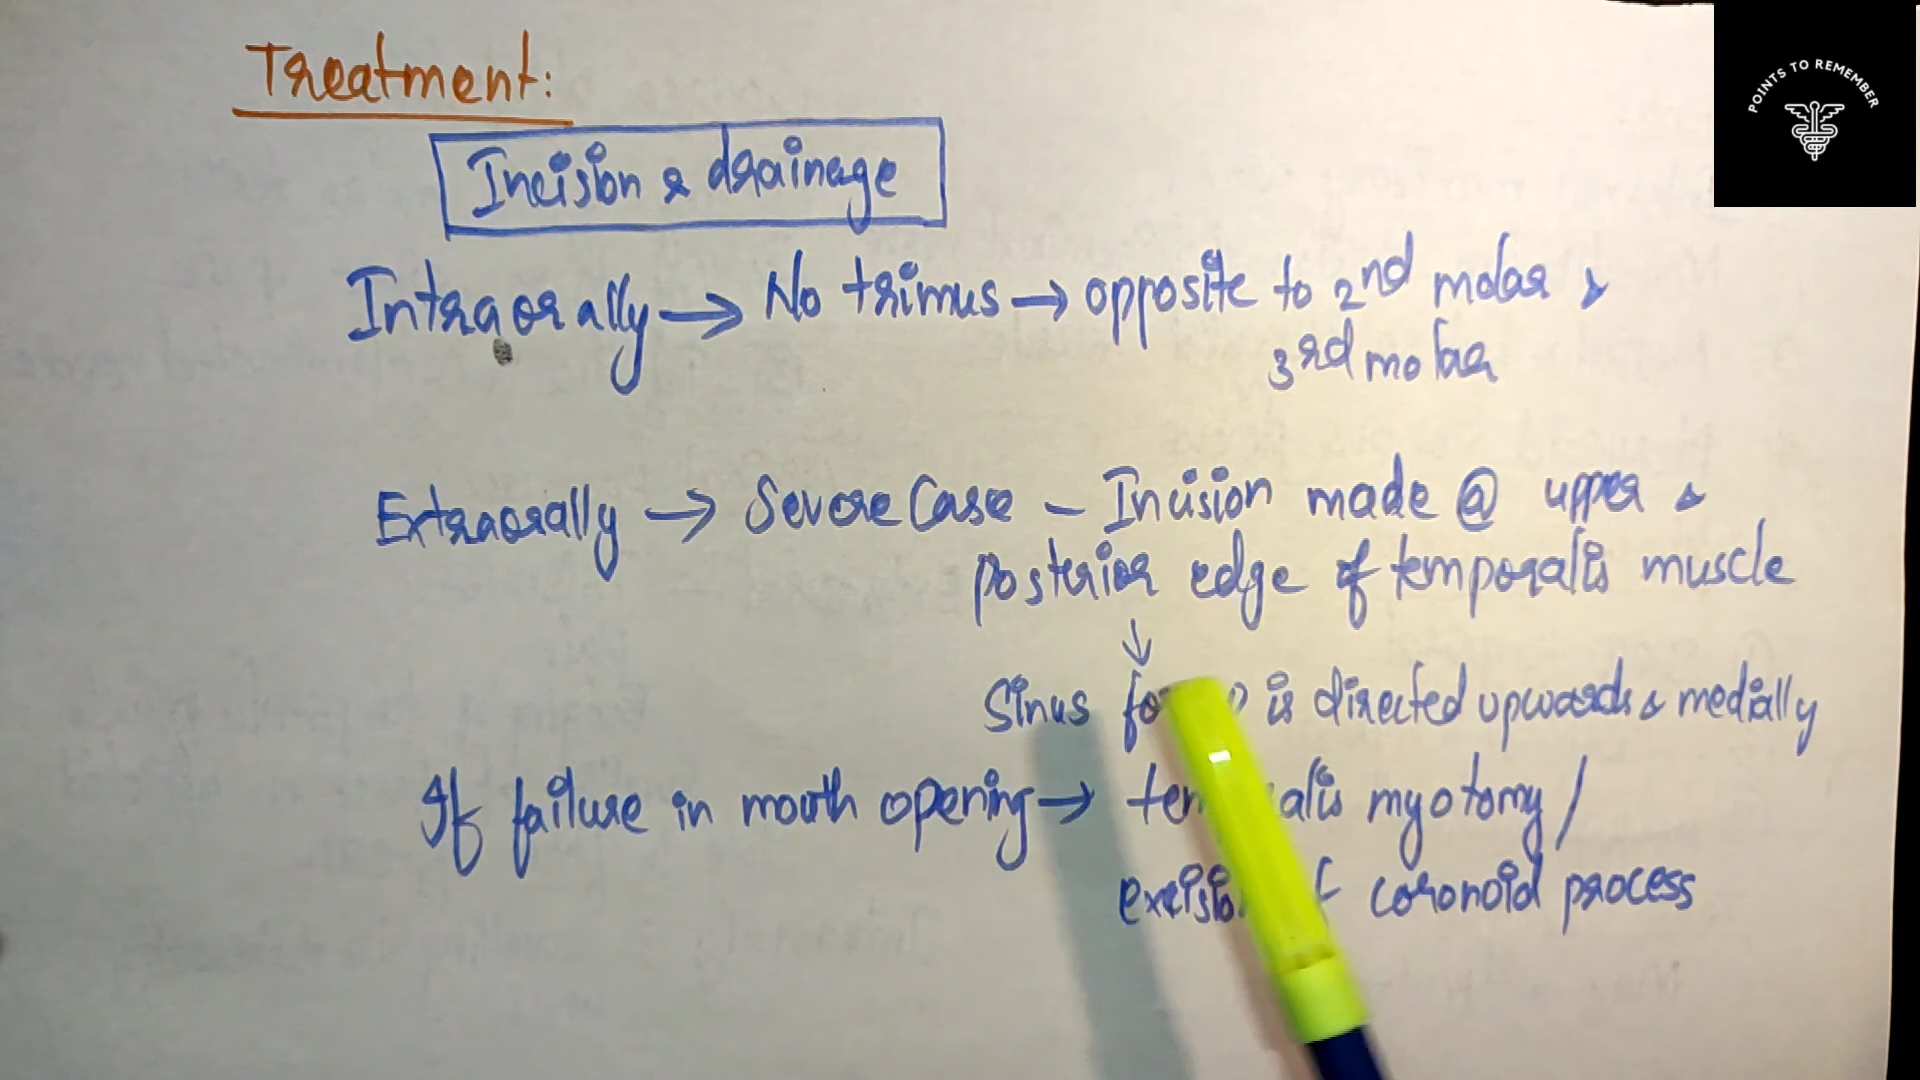 Treatment:
Incision & drainage
Intraorally → No trimus → opposite to 2nd molar &
3rd molar
Extraorally → Severe Case - Incision made @ upper &
posterior edge of temporalis muscle
↓
Sinus is directed upwards & medially
If failure in mouth opening → myotomy /
coronoid process
POINTS TO REMEMBER